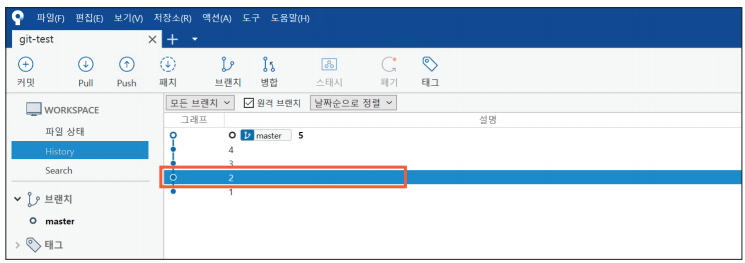 파일(F) 편집(E) 보기(V) 저장소(R) 액션(A) 도구 도움말(H)
git-test
커밋 Pull Push 패치 브랜치 병합 스태시 폐기 태그
WORKSPACE
파일 상태
History
Search
브랜치
master
태그
모든 브랜치 원격 브랜치 날짜순으로 정렬
그래프 설명
master 5
4
3
2
1